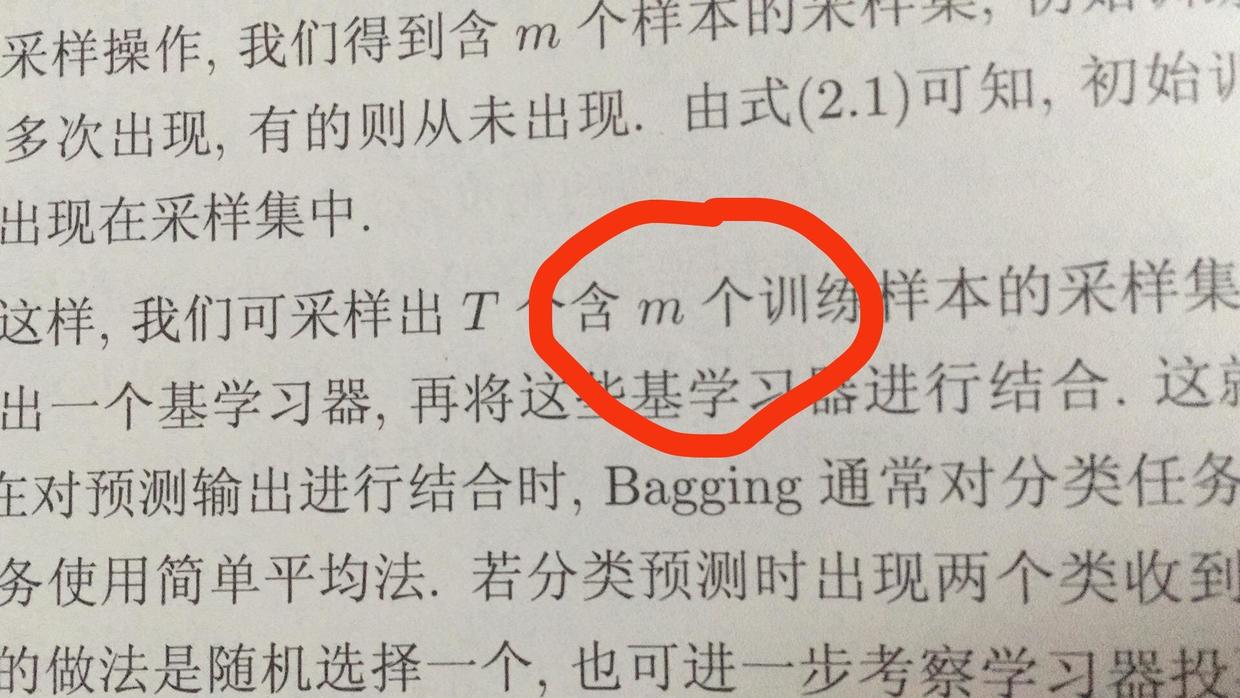 采样操作, 我们得到含 m 个样本的采样集, 初始训练
多次出现, 有的则从未出现. 由式(2.1)可知, 初始训
出现在采样集中.
这样, 我们可采样出 T 个含 m 个训练样本的采样集
出一个基学习器, 再将这些基学习器进行结合. 这就
在对预测输出进行结合时, Bagging 通常对分类任务
务使用简单平均法. 若分类预测时出现两个类收到
的做法是随机选择一个, 也可进一步考察学习器投